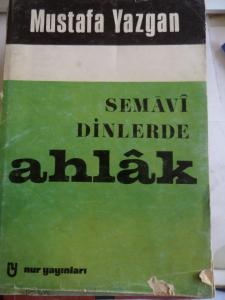 Mustafa Yazgan
SEMÂVÎ
DİNLERDE
ahlâk
nur yayınları